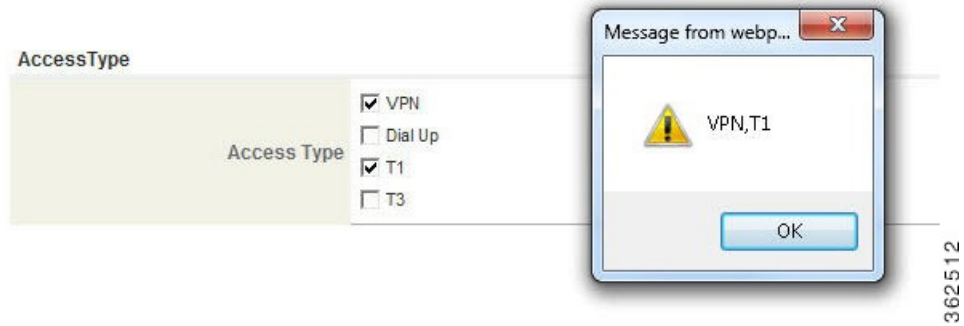 Message from webp...
AccessType
VPN
Dial Up
Access Type
T1
T3
VPN,T1
OK
362512